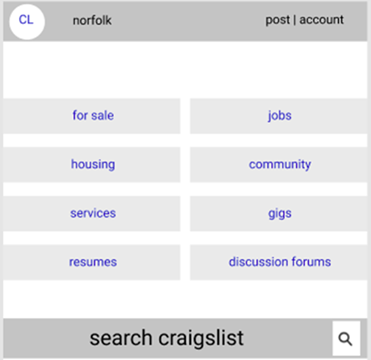 CL norfolk post | account
for sale jobs
housing community
services gigs
resumes discussion forums
search craigslist